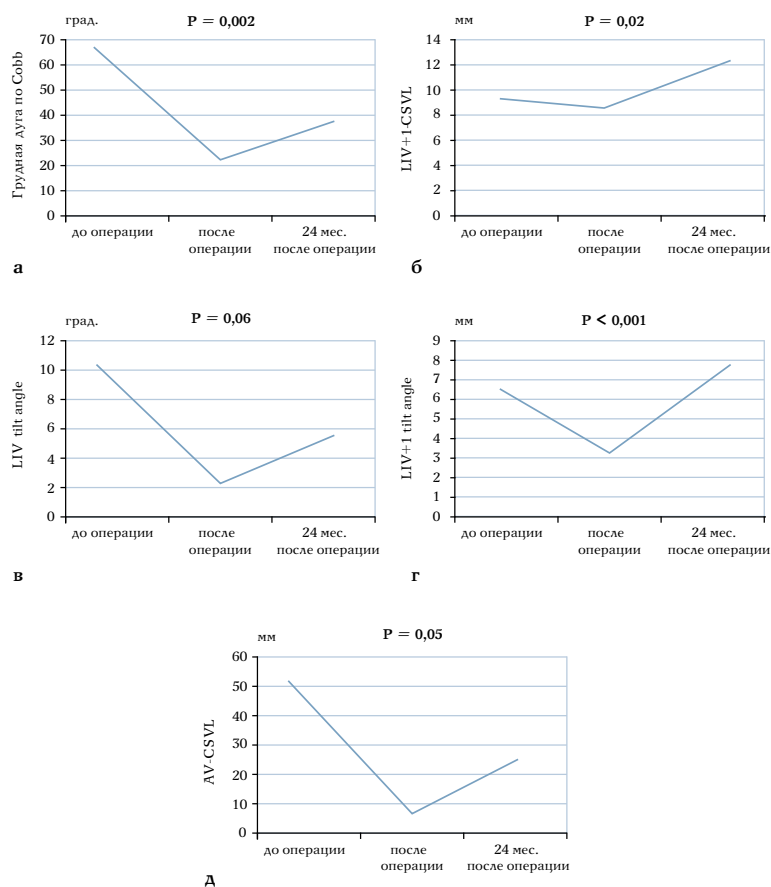 град.
P = 0,002
Грудная дуга по Cobb
70
60
50
40
30
20
10
0
до операции
после
операции
24 мес.
после операции
а
мм
P = 0,02
LIV+1-CSVL
14
12
10
8
6
4
2
0
до операции
после
операции
24 мес.
после операции
б
град.
P = 0,06
LIV tilt angle
12
10
8
6
4
2
0
до операции
после
операции
24 мес.
после операции
в
мм
P < 0,001
LIV+1 tilt angle
9
8
7
6
5
4
3
2
1
0
до операции
после
операции
24 мес.
после операции
г
мм
P = 0,05
AV-CSVL
60
50
40
30
20
10
0
до операции
после
операции
24 мес.
после операции
д